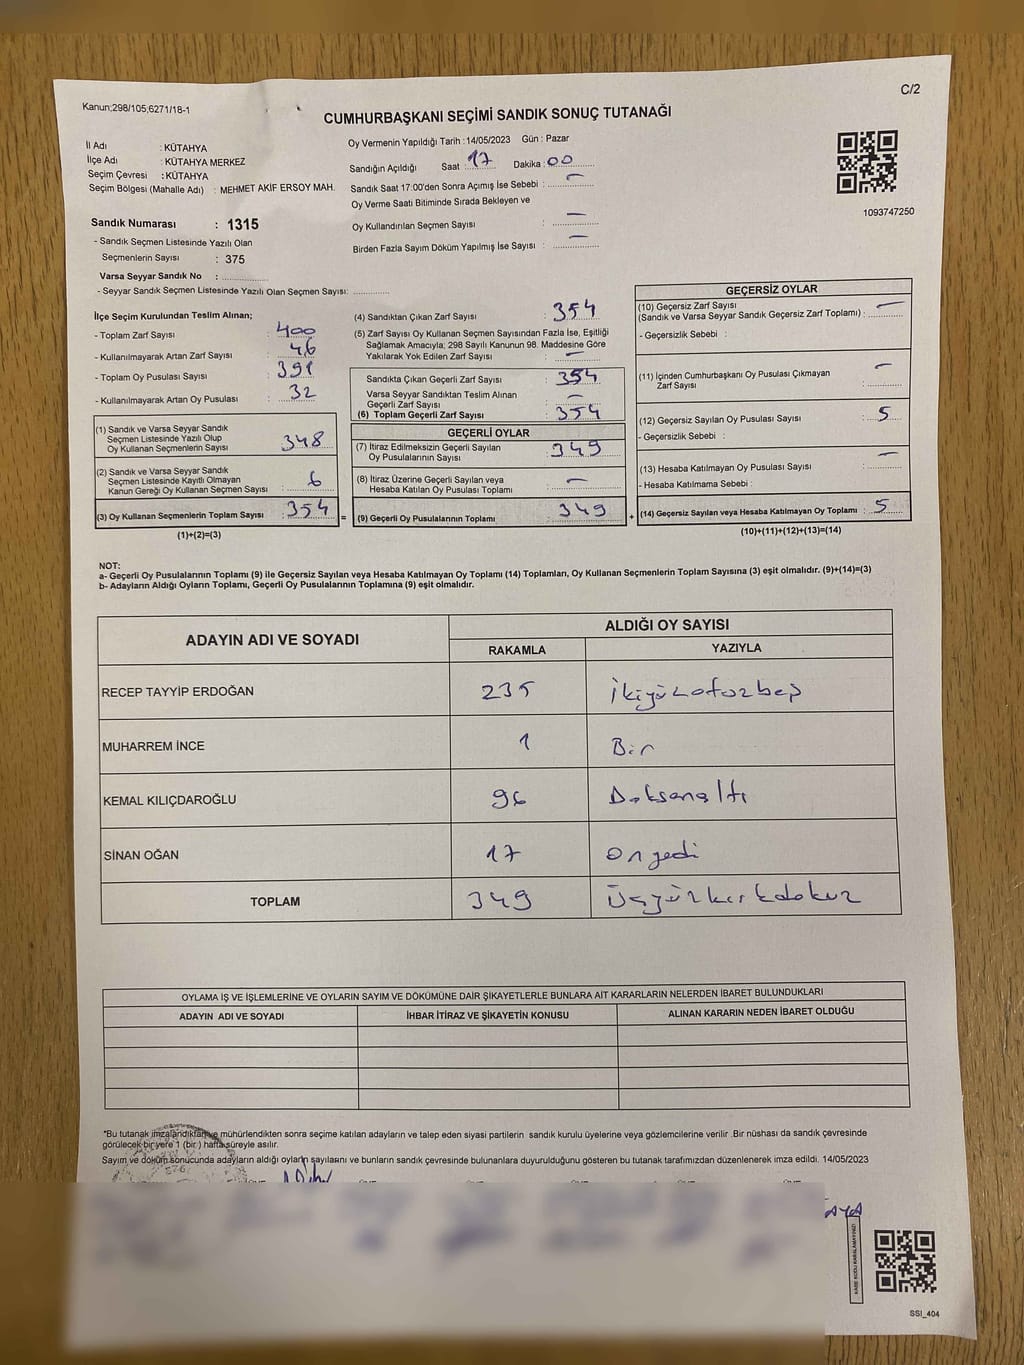 Kanun;298/105;6271/18-1
C/2
CUMHURBAŞKANI SEÇİMİ SANDIK SONUÇ TUTANAĞI
İl Adı : KÜTAHYA
İlçe Adı : KÜTAHYA MERKEZ
Seçim Çevresi : KÜTAHYA
Seçim Bölgesi (Mahalle Adı) : MEHMET AKİF ERSOY MAH.
Oy Vermenin Yapıldığı Tarih : 14/05/2023 Gün : Pazar
Sandığın Açıldığı Saat : 17 Dakika : 00
Sandık Saat 17:00'den Sonra Açımış İse Sebebi : —
Oy Verme Saati Bitiminde Sırada Bekleyen ve
Oy Kullandırılan Seçmen Sayısı : —
Birden Fazla Sayım Döküm Yapılmış İse Sayısı : —
1093747250
Sandık Numarası : 1315
- Sandık Seçmen Listesinde Yazılı Olan
Seçmenlerin Sayısı : 375
Varsa Seyyar Sandık No :
- Seyyar Sandık Seçmen Listesinde Yazılı Olan Seçmen Sayısı:
İlçe Seçim Kurulundan Teslim Alınan;
- Toplam Zarf Sayısı : 400
- Kullanılmayarak Artan Zarf Sayısı : 46
- Toplam Oy Pusulası Sayısı : 391
- Kullanılmayarak Artan Oy Pusulası : 32
(1) Sandık ve Varsa Seyyar Sandık
Seçmen Listesinde Yazılı Olup
Oy Kullanan Seçmenlerin Sayısı : 348
(2) Sandık ve Varsa Seyyar Sandık
Seçmen Listesinde Kayıtlı Olmayan
Kanun Gereği Oy Kullanan Seçmen Sayısı : 6
(3) Oy Kullanan Seçmenlerin Toplam Sayısı : 354 =
(1)+(2)=(3)
(4) Sandıktan Çıkan Zarf Sayısı : 354
(5) Zarf Sayısı Oy Kullanan Seçmen Sayısından Fazla İse, Eşitliği
Sağlamak Amacıyla; 298 Sayılı Kanunun 98. Maddesine Göre
Yakılarak Yok Edilen Zarf Sayısı : —
Sandıkta Çıkan Geçerli Zarf Sayısı : 354
Varsa Seyyar Sandıktan Teslim Alınan
Geçerli Zarf Sayısı : —
(6) Toplam Geçerli Zarf Sayısı : 354
GEÇERLİ OYLAR
(7) İtiraz Edilmeksizin Geçerli Sayılan
Oy Pusulalarının Sayısı : 349
(8) İtiraz Üzerine Geçerli Sayılan veya
Hesaba Katılan Oy Pusulası Toplamı : —
(9) Geçerli Oy Pusulalarının Toplamı : 349 +
GEÇERSİZ OYLAR
(10) Geçersiz Zarf Sayısı
(Sandık ve Varsa Seyyar Sandık Geçersiz Zarf Toplamı) : —
- Geçersizlik Sebebi :
(11) İçinden Cumhurbaşkanı Oy Pusulası Çıkmayan
Zarf Sayısı : —
(12) Geçersiz Sayılan Oy Pusulası Sayısı : 5
- Geçersizlik Sebebi :
(13) Hesaba Katılmayan Oy Pusulası Sayısı : —
- Hesaba Katılmama Sebebi :
(14) Geçersiz Sayılan veya Hesaba Katılmayan Oy Toplamı : 5
(10)+(11)+(12)+(13)=(14)
NOT:
a- Geçerli Oy Pusulalarının Toplamı (9) ile Geçersiz Sayılan veya Hesaba Katılmayan Oy Toplamı (14) Toplamları, Oy Kullanan Seçmenlerin Toplam Sayısına (3) eşit olmalıdır. (9)+(14)=(3)
b- Adayların Aldığı Oyların Toplamı, Geçerli Oy Pusulalarının Toplamına (9) eşit olmalıdır.
ADAYIN ADI VE SOYADI
ALDIĞI OY SAYISI
RAKAMLA YAZIYLA
RECEP TAYYİP ERDOĞAN 235 İkiyüzotuzbeş
MUHARREM İNCE 1 Bir
KEMAL KILIÇDAROĞLU 96 Doksanaltı
SİNAN OĞAN 17 Onyedi
TOPLAM 349 Üçyüzkırkdokuz
OYLAMA İŞ VE İŞLEMLERİNE VE OYLARIN SAYIM VE DÖKÜMÜNE DAİR ŞİKAYETLERLE BUNLARA AİT KARARLARIN NELERDEN İBARET BULUNDUKLARI
ADAYIN ADI VE SOYADI İHBAR İTİRAZ VE ŞİKAYETİN KONUSU ALINAN KARARIN NEDEN İBARET OLDUĞU
*Bu tutanak imzalandıktan ve mühürlendikten sonra seçime katılan adayların ve talep eden siyasi partilerin sandık kurulu üyelerine veya gözlemcilerine verilir .Bir nüshası da sandık çevresinde
görülecek bir yere 1 (bir ) hafta süreyle asılır.
Sayım ve döküm sonucunda adayların aldığı oyların sayılaını ve bunların sandık çevresinde bulunanlara duyurulduğunu gösteren bu tutanak tarafımızdan düzenlenerek imza edildi. 14/05/2023
KARE KODU KARALAMAYINIZ!
SSI_404